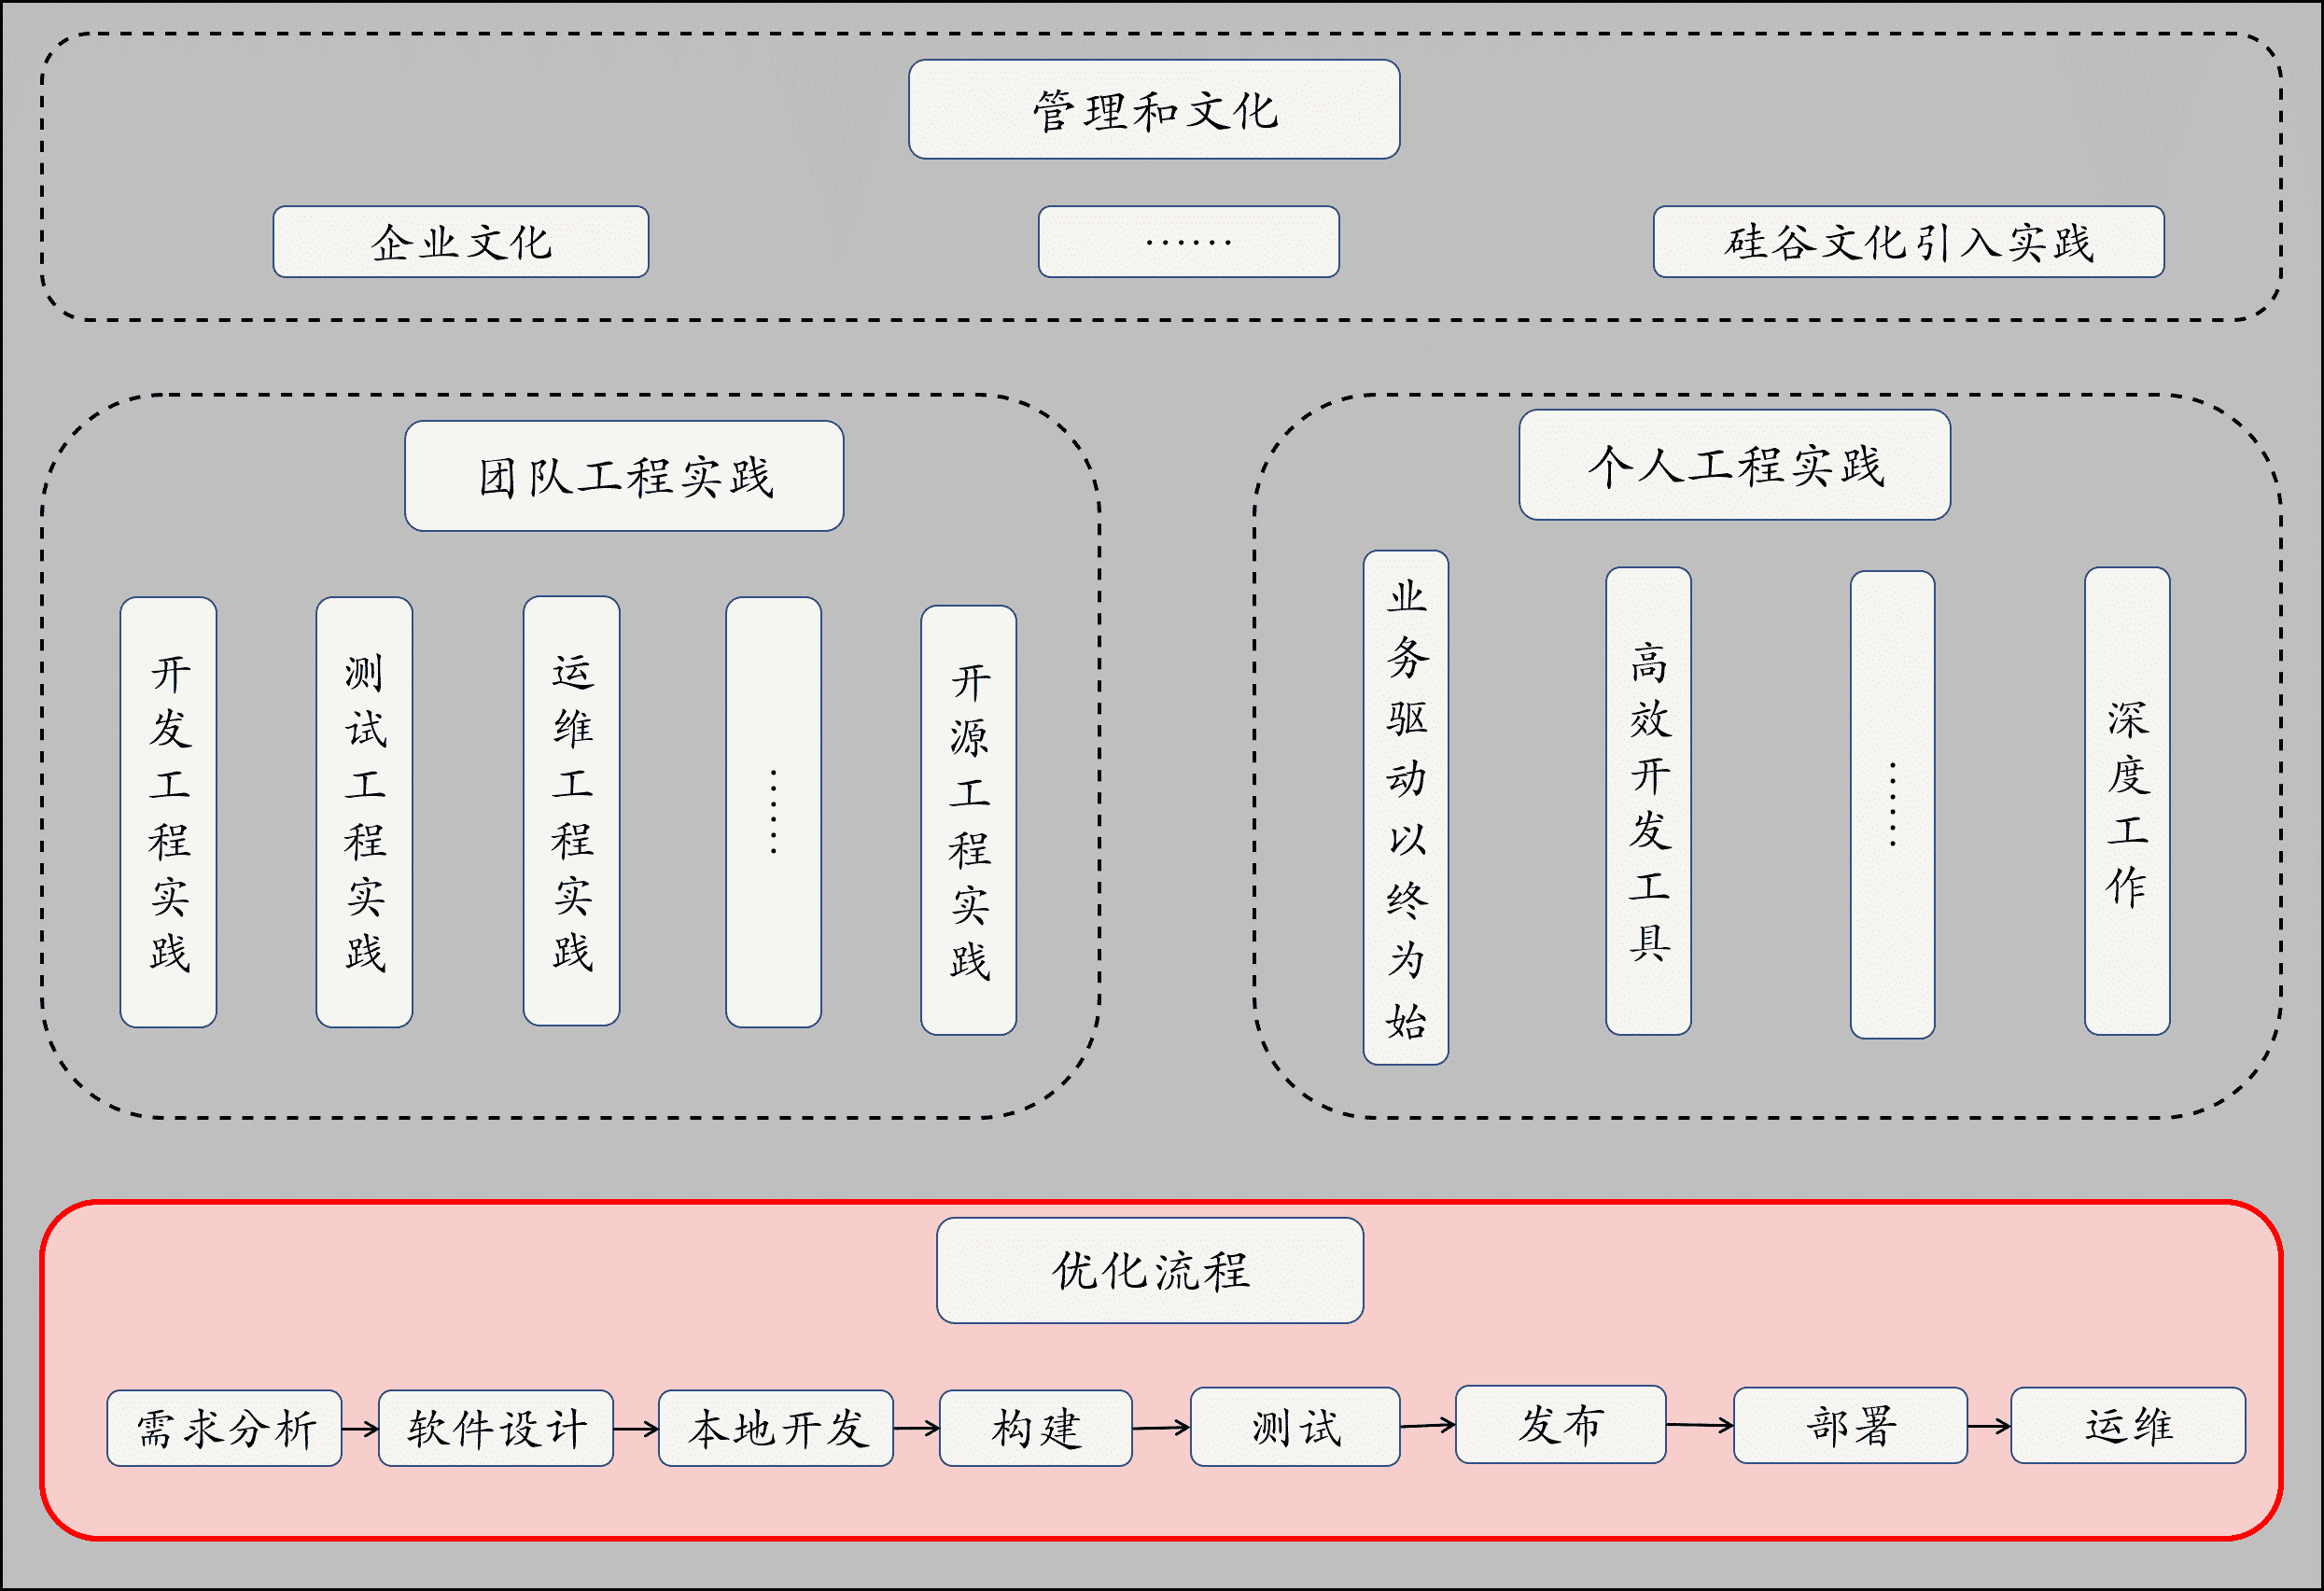 管理和文化
企业文化
……
硅谷文化引入实践
团队工程实践
开发工程实践
测试工程实践
运维工程实践
……
开源工程实践
个人工程实践
业务驱动以终为始
高效开发工具
……
深度工作
优化流程
需求分析
软件设计
本地开发
构建
测试
发布
部署
运维